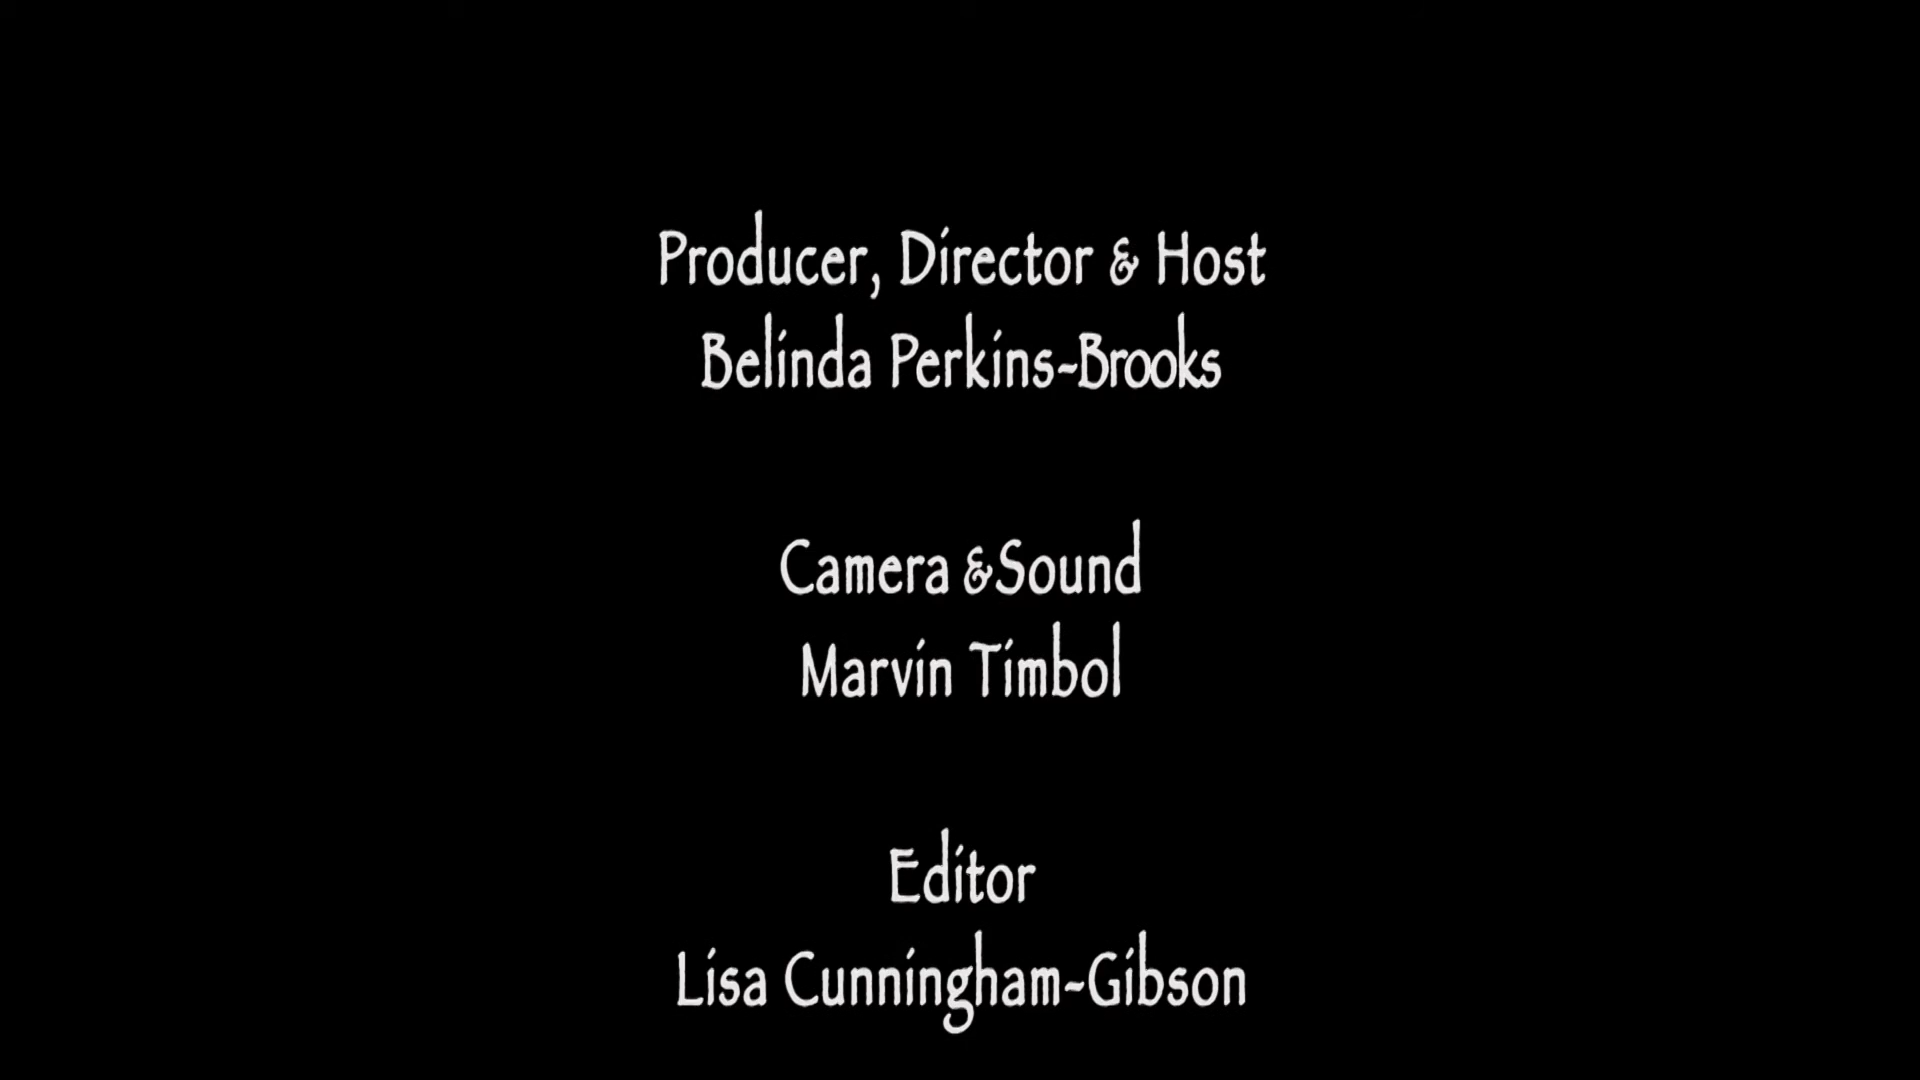 Producer, Director & Host
Belinda Perkins-Brooks
Camera &Sound
Marvin Timbol
Editor
Lisa Cunningham-Gibson